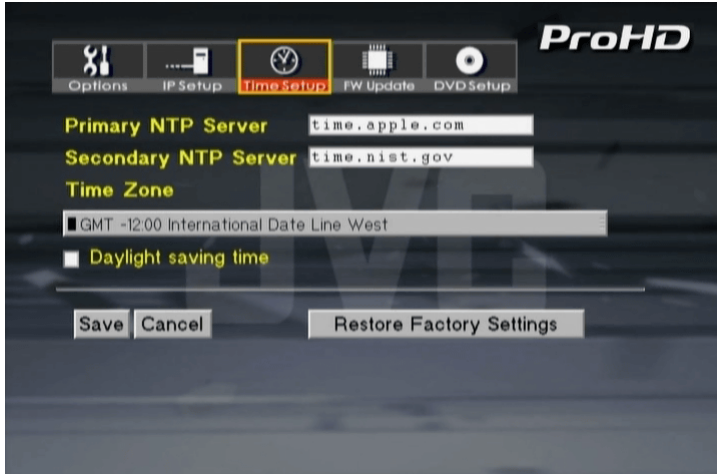 ProHD
Options IP Setup Time Setup FW Update DVD Setup
Primary NTP Server time.apple.com
Secondary NTP Server time.nist.gov
Time Zone
GMT -12:00 International Date Line West
Daylight saving time
Save Cancel Restore Factory Settings
JVC